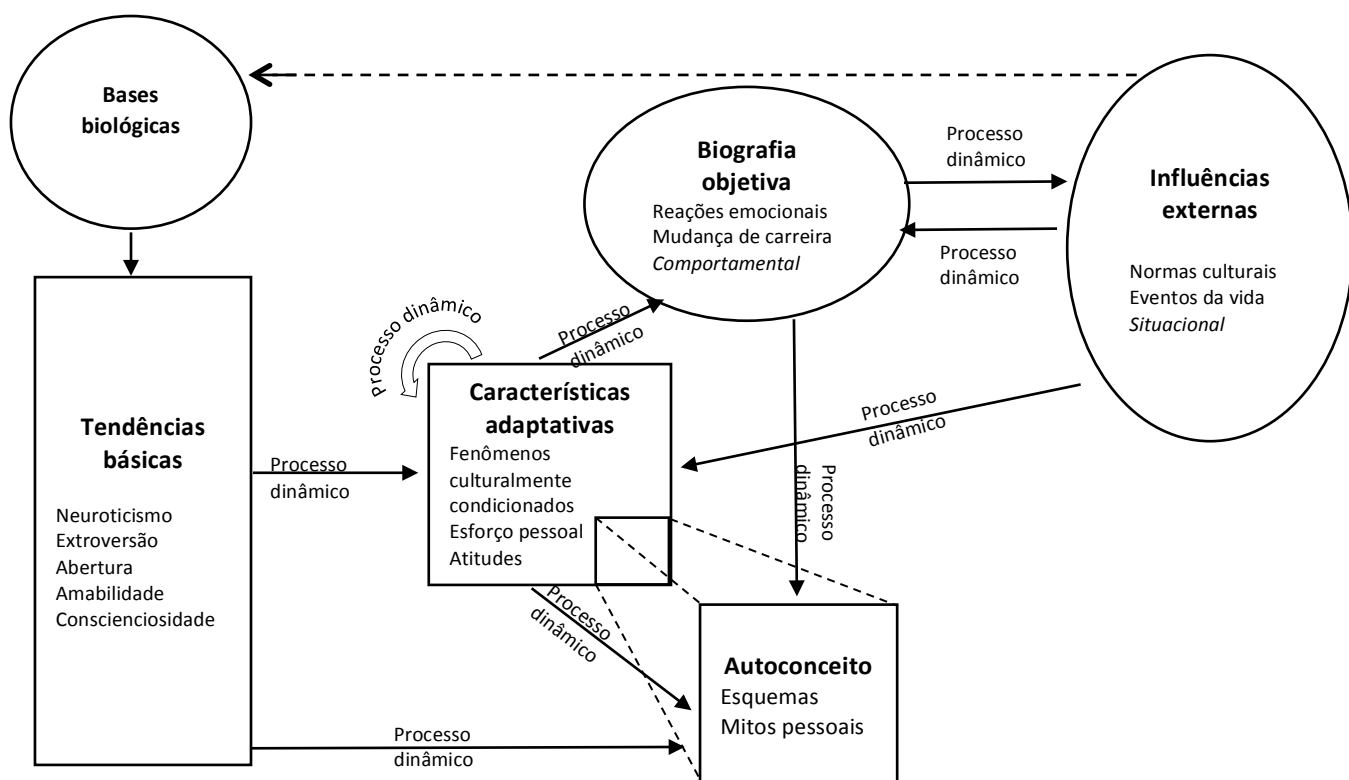 Bases
biológicas
Processo
dinâmico
Biografia
objetiva
Reações emocionais
Mudança de carreira
Comportamental
Processo
dinâmico
Influências
externas
Normas culturais
Eventos da vida
Situacional
Processo dinâmico
Processo
dinâmico
Características
adaptativas
Fenômenos
culturalmente
condicionados
Esforço pessoal
Atitudes
Processo
dinâmico
Tendências
básicas
Neuroticismo
Extroversão
Abertura
Amabilidade
Conscienciosidade
Processo
dinâmico
Processo
dinâmico
Processo
dinâmico
Autoconceito
Esquemas
Mitos pessoais
Processo
dinâmico